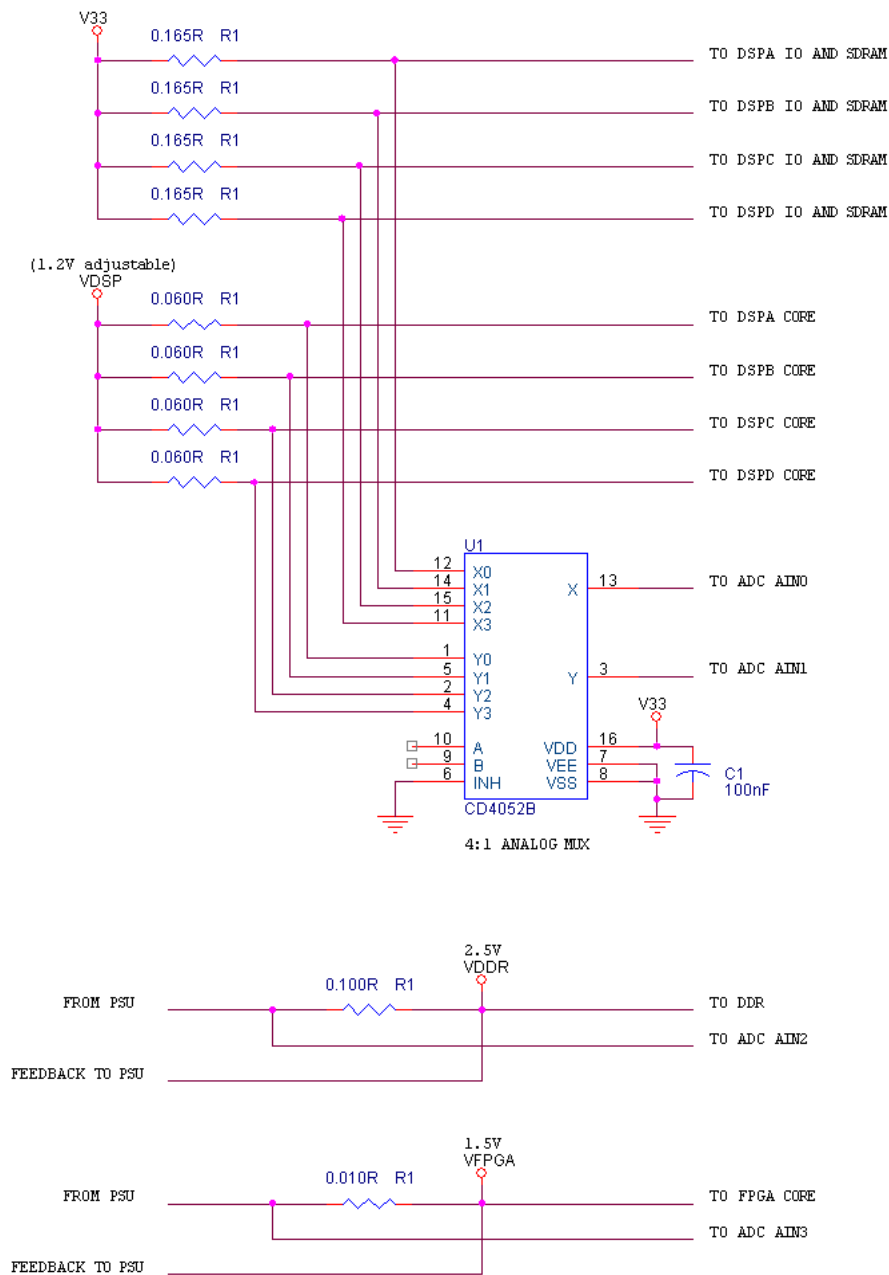 V33
0.165R R1
TO DSPA IO AND SDRAM
0.165R R1
TO DSPB IO AND SDRAM
0.165R R1
TO DSPC IO AND SDRAM
0.165R R1
TO DSPD IO AND SDRAM
(1.2V adjustable)
VDSP
0.060R R1
TO DSPA CORE
0.060R R1
TO DSPB CORE
0.060R R1
TO DSPC CORE
0.060R R1
TO DSPD CORE
U1
12 X0
14 X1
15 X2
11 X3
X 13 TO ADC AIN0
1 Y0
5 Y1
2 Y2
4 Y3
Y 3 TO ADC AIN1
V33
10 A
9 B
6 INH
VDD 16
VEE 7
VSS 8
C1
100nF
CD4052B
4:1 ANALOG MUX
2.5V
VDDR
0.100R R1
FROM PSU
TO DDR
TO ADC AIN2
FEEDBACK TO PSU
1.5V
VFPGA
0.010R R1
FROM PSU
TO FPGA CORE
TO ADC AIN3
FEEDBACK TO PSU